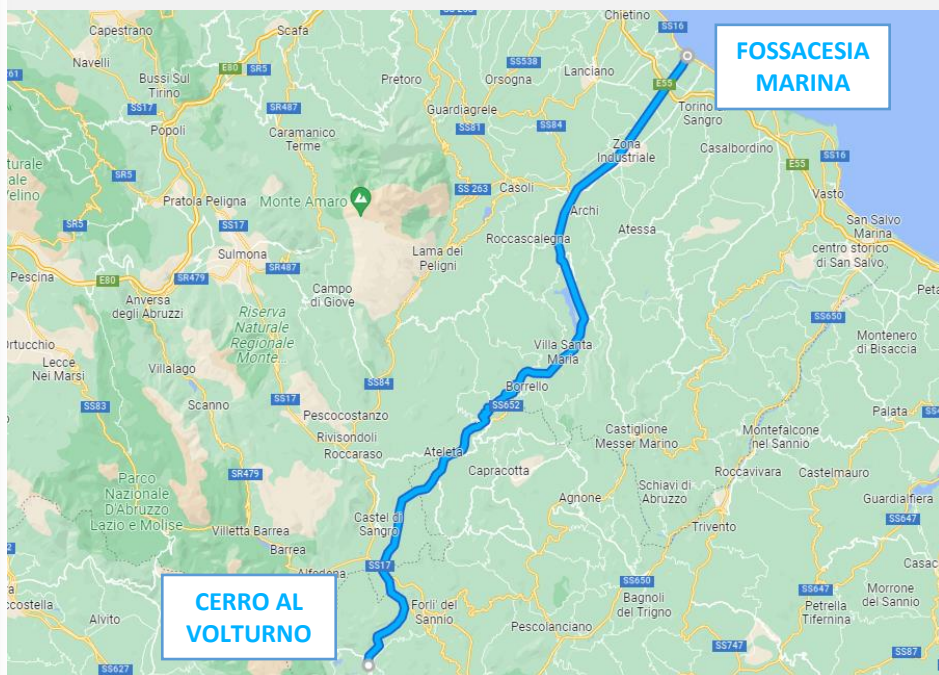 Chietino
SS16
Capestrano
Scafa
FOSSACESIA
MARINA
Navelli
E80
SR5
Pretoro
Orsogna
SS538
Lanciano
E55
Bussi Sul
Tirino
SS17
SR487
Guardiagrele
SS81
SS84
Torino di
Sangro
Popoli
Caramanico
Terme
Zona
Industriale
Casalbordino
E55
SS16
SR5
Pratola Peligna
Monte Amaro
SS 263
Casoli
Archi
Vasto
SS17
Roccascalegna
Atessa
San Salvo
Marina
SR5
Sulmona
SR487
Lama dei
Peligni
centro storico
di San Salvo
Pescina
E80
SR479
Anversa
degli Abruzzi
Campo
di Giove
SS650
Riserva
Naturale
Regionale
Monte...
Montenero
di Bisaccia
Ortucchio
Lecce
Nei Marsi
Villalago
Villa Santa
Maria
SS84
Borrello
SS83
Scanno
SS17
Pescocostanzo
SS652
Palata
Rivisondoli
Roccaraso
Ateleta
Castiglione
Messer Marino
Montefalcone
nel Sannio
SR479
Capracotta
Roccavivara
Castelmauro
Parco
Nazionale
D'Abruzzo
Lazio e Molise
Agnone
Schiavi di
Abruzzo
Guardialfiera
Castel di
Sangro
Trivento
SS647
Villetta Barrea
Barrea
Alfedena
SS17
SS650
CERRO AL
VOLTURNO
Forli' del
Sannio
Bagnoli
del Trigno
SS647
Petrella
Tifernina
Morrone
del Sannio
Alvito
Pescolanciano
SS627
SS747
SS87